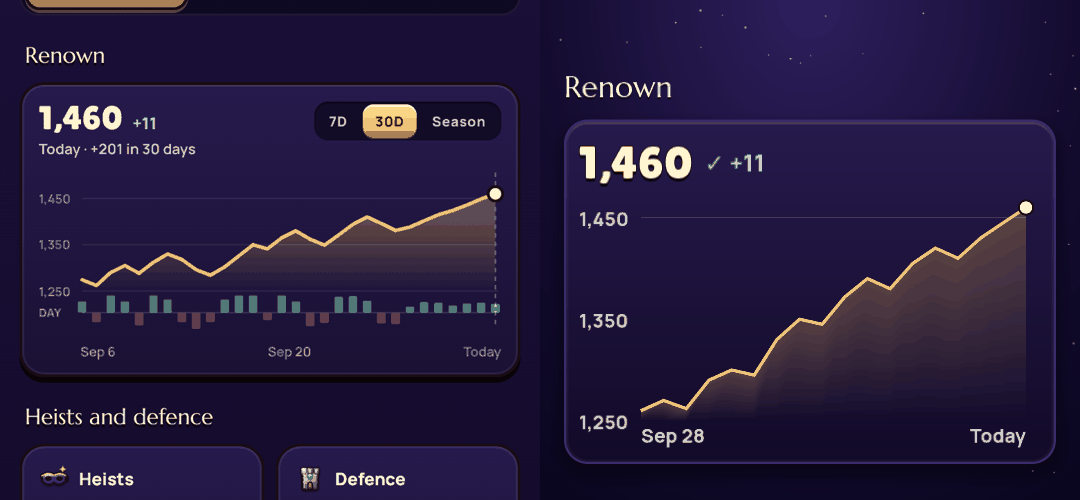 Renown
1,460 +11
Today · +201 in 30 days
7D 30D Season
1,450
1,350
1,250
DAY
Sep 6 Sep 20 Today
Heists and defence
Heists
Defence
Renown
1,460 ✓ +11
1,450
1,350
1,250
Sep 28 Today